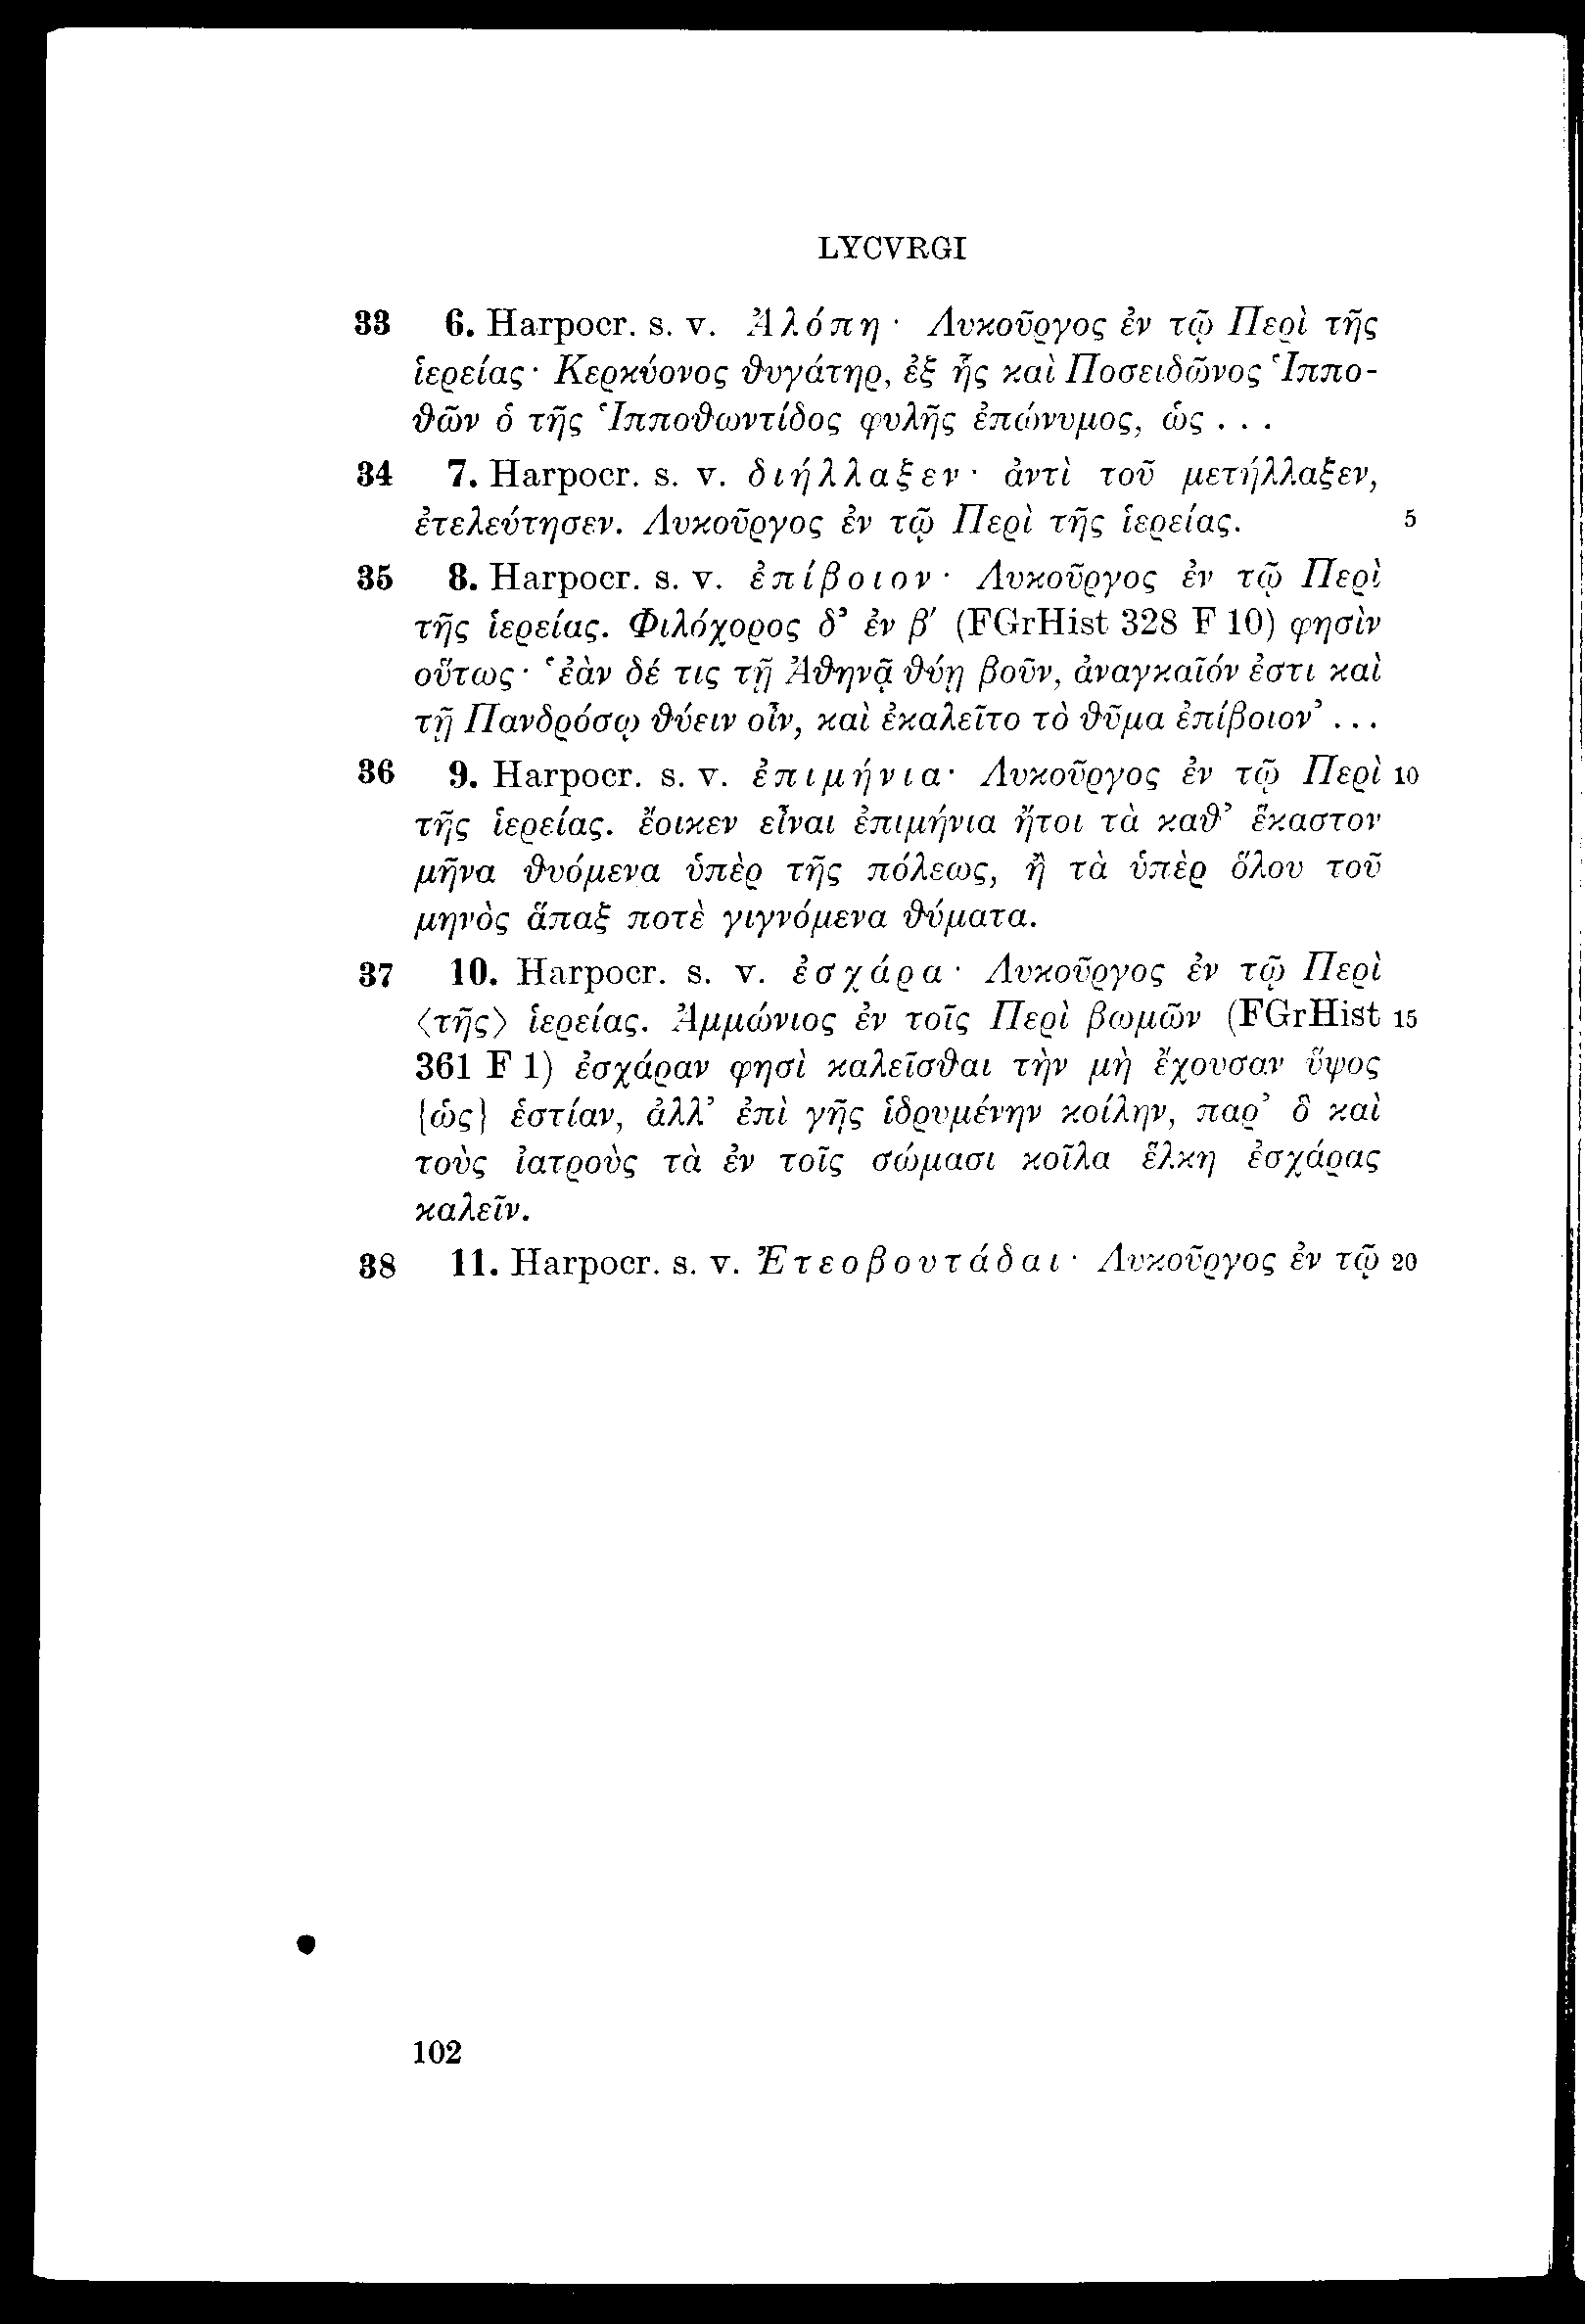 LYCVRGI
33 6. Harpocr. s. v. Ἀλόπη· Λυκοῦργος ἐν τῷ Περὶ τῆς
ἱερείας· Κερκύονος θυγάτηρ, ἐξ ἧς καὶ Ποσειδῶνος Ἱππο-
θῶν ὁ τῆς Ἱπποθωντίδος φυλῆς ἐπώνυμος, ὡς . . .
34 7. Harpocr. s. v. διήλλαξεν· ἀντὶ τοῦ μετήλλαξεν,
ἐτελεύτησεν. Λυκοῦργος ἐν τῷ Περὶ τῆς ἱερείας. 5
35 8. Harpocr. s. v. ἐπίβοιον· Λυκοῦργος ἐν τῷ Περὶ
τῆς ἱερείας. Φιλόχορος δ’ ἐν β′ (FGrHist 328 F 10) φησὶν
οὕτως· ‘ἐὰν δέ τις τῇ Ἀθηνᾷ θύῃ βοῦν, ἀναγκαῖόν ἐστι καὶ
τῇ Πανδρόσῳ θύειν οἶν, καὶ ἐκαλεῖτο τὸ θῦμα ἐπίβοιον’ . . .
36 9. Harpocr. s. v. ἐπιμήνια· Λυκοῦργος ἐν τῷ Περὶ 10
τῆς ἱερείας. ἔοικεν εἶναι ἐπιμήνια ἤτοι τὰ καθ’ ἕκαστον
μῆνα θυόμενα ὑπὲρ τῆς πόλεως, ἢ τὰ ὑπὲρ ὅλου τοῦ
μηνὸς ἅπαξ ποτὲ γιγνόμενα θύματα.
37 10. Harpocr. s. v. ἐσχάρα· Λυκοῦργος ἐν τῷ Περὶ
⟨τῆς⟩ ἱερείας. Ἀμμώνιος ἐν τοῖς Περὶ βωμῶν (FGrHist 15
361 F 1) ἐσχάραν φησὶ καλεῖσθαι τὴν μὴ ἔχουσαν ὕψος
{ὡς} ἑστίαν, ἀλλ’ ἐπὶ γῆς ἱδρυμένην κοίλην, παρ’ ὃ καὶ
τοὺς ἰατροὺς τὰ ἐν τοῖς σώμασι κοῖλα ἕλκη ἐσχάρας
καλεῖν.
38 11. Harpocr. s. v. Ἐτεοβουτάδαι· Λυκοῦργος ἐν τῷ 20
102